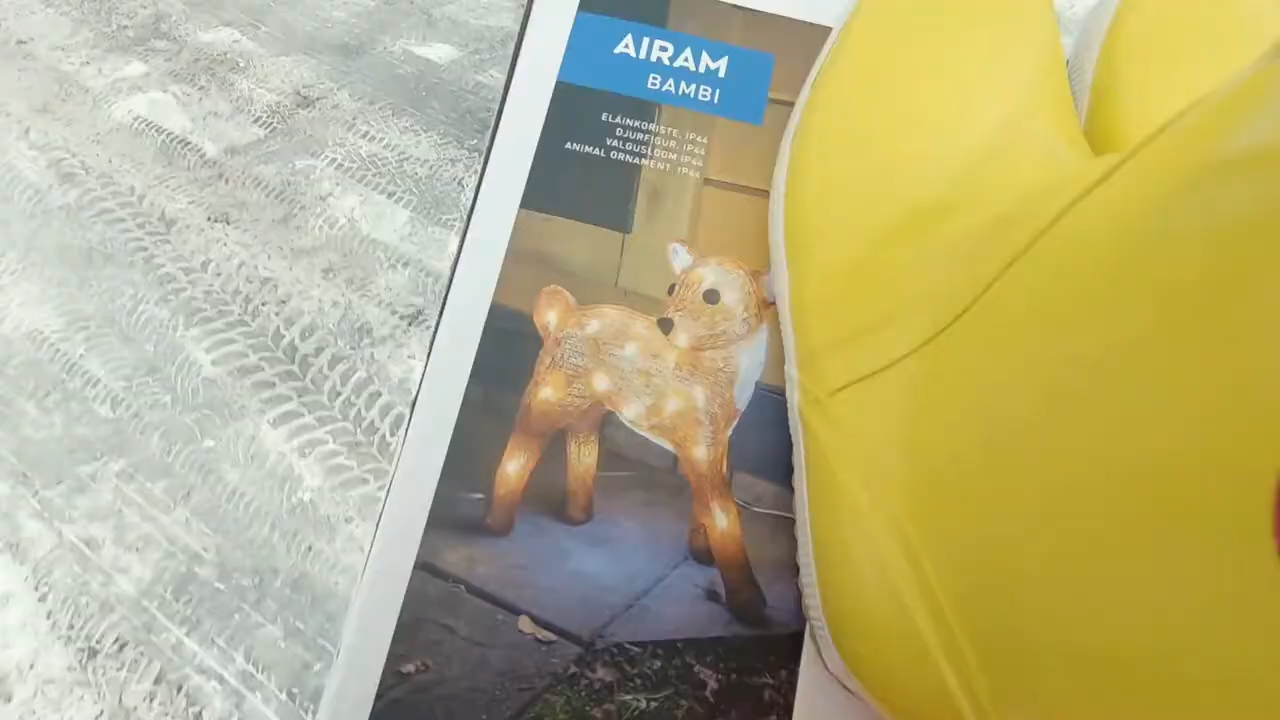 AIRAM
BAMBI
ELÄINKORISTE, IP44
DJURFIGUR, IP44
VALGUSLOOM IP44
ANIMAL ORNAMENT, IP44